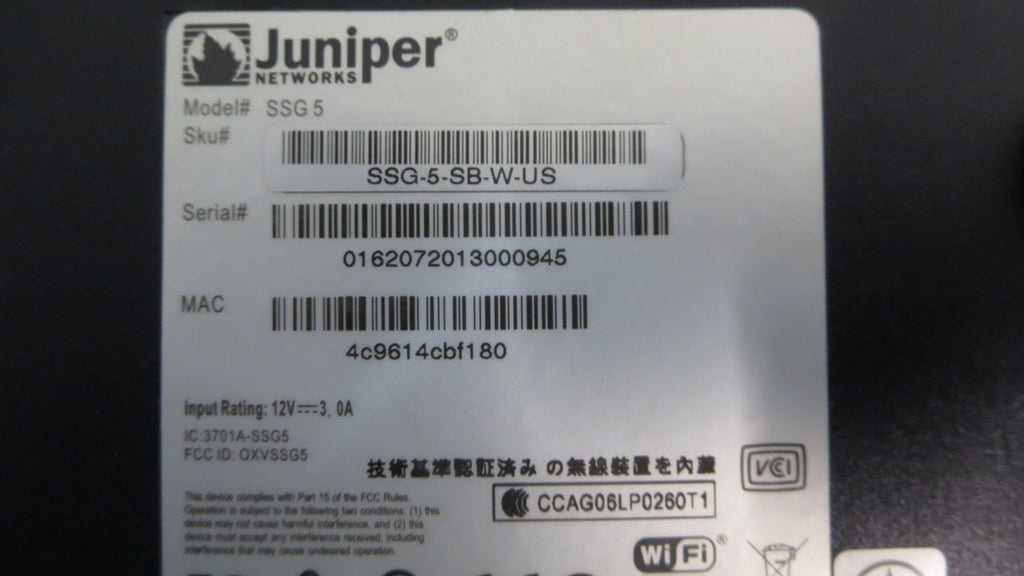 Juniper®
NETWORKS
Model# SSG 5
Sku#
SSG-5-SB-W-US
Serial#
0162072013000945
MAC
4c9614cbf180
Input Rating: 12V⎓3. 0A
IC:3701A-SSG5
FCC ID: OXVSSG5
技術基準認証済み の無線装置を内蔵
VCI
CCAG06LP0260T1
This device complies with Part 15 of the FCC Rules.
Operation is subject to the following two conditions: (1) this
device may not cause harmful interference, and (2) this
device must accept any interference received, including
interference that may cause undesired operation.
Wi Fi®